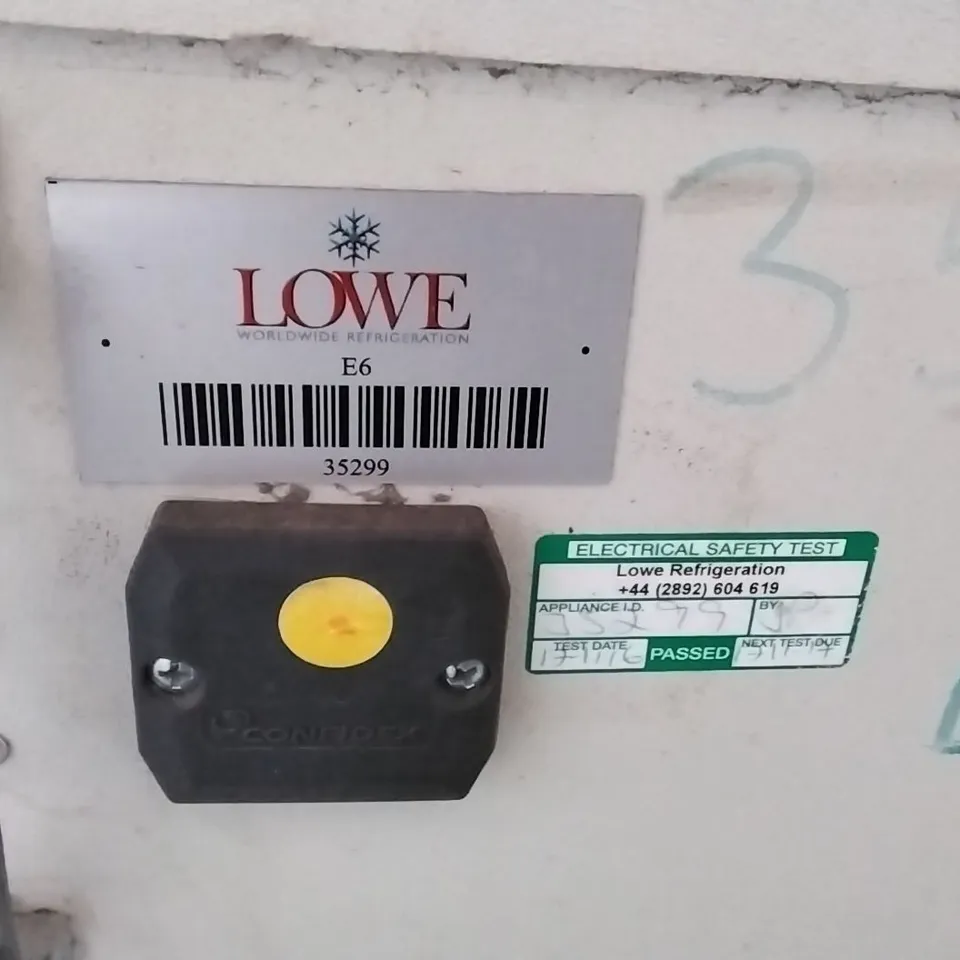 LOWE
WORLDWIDE REFRIGERATION
E6
35299
3
CONFIDEX
ELECTRICAL SAFETY TEST
Lowe Refrigeration
+44 (2892) 604 619
APPLIANCE I.D. 35299 BY
TEST DATE PASSED NEXT TEST DUE